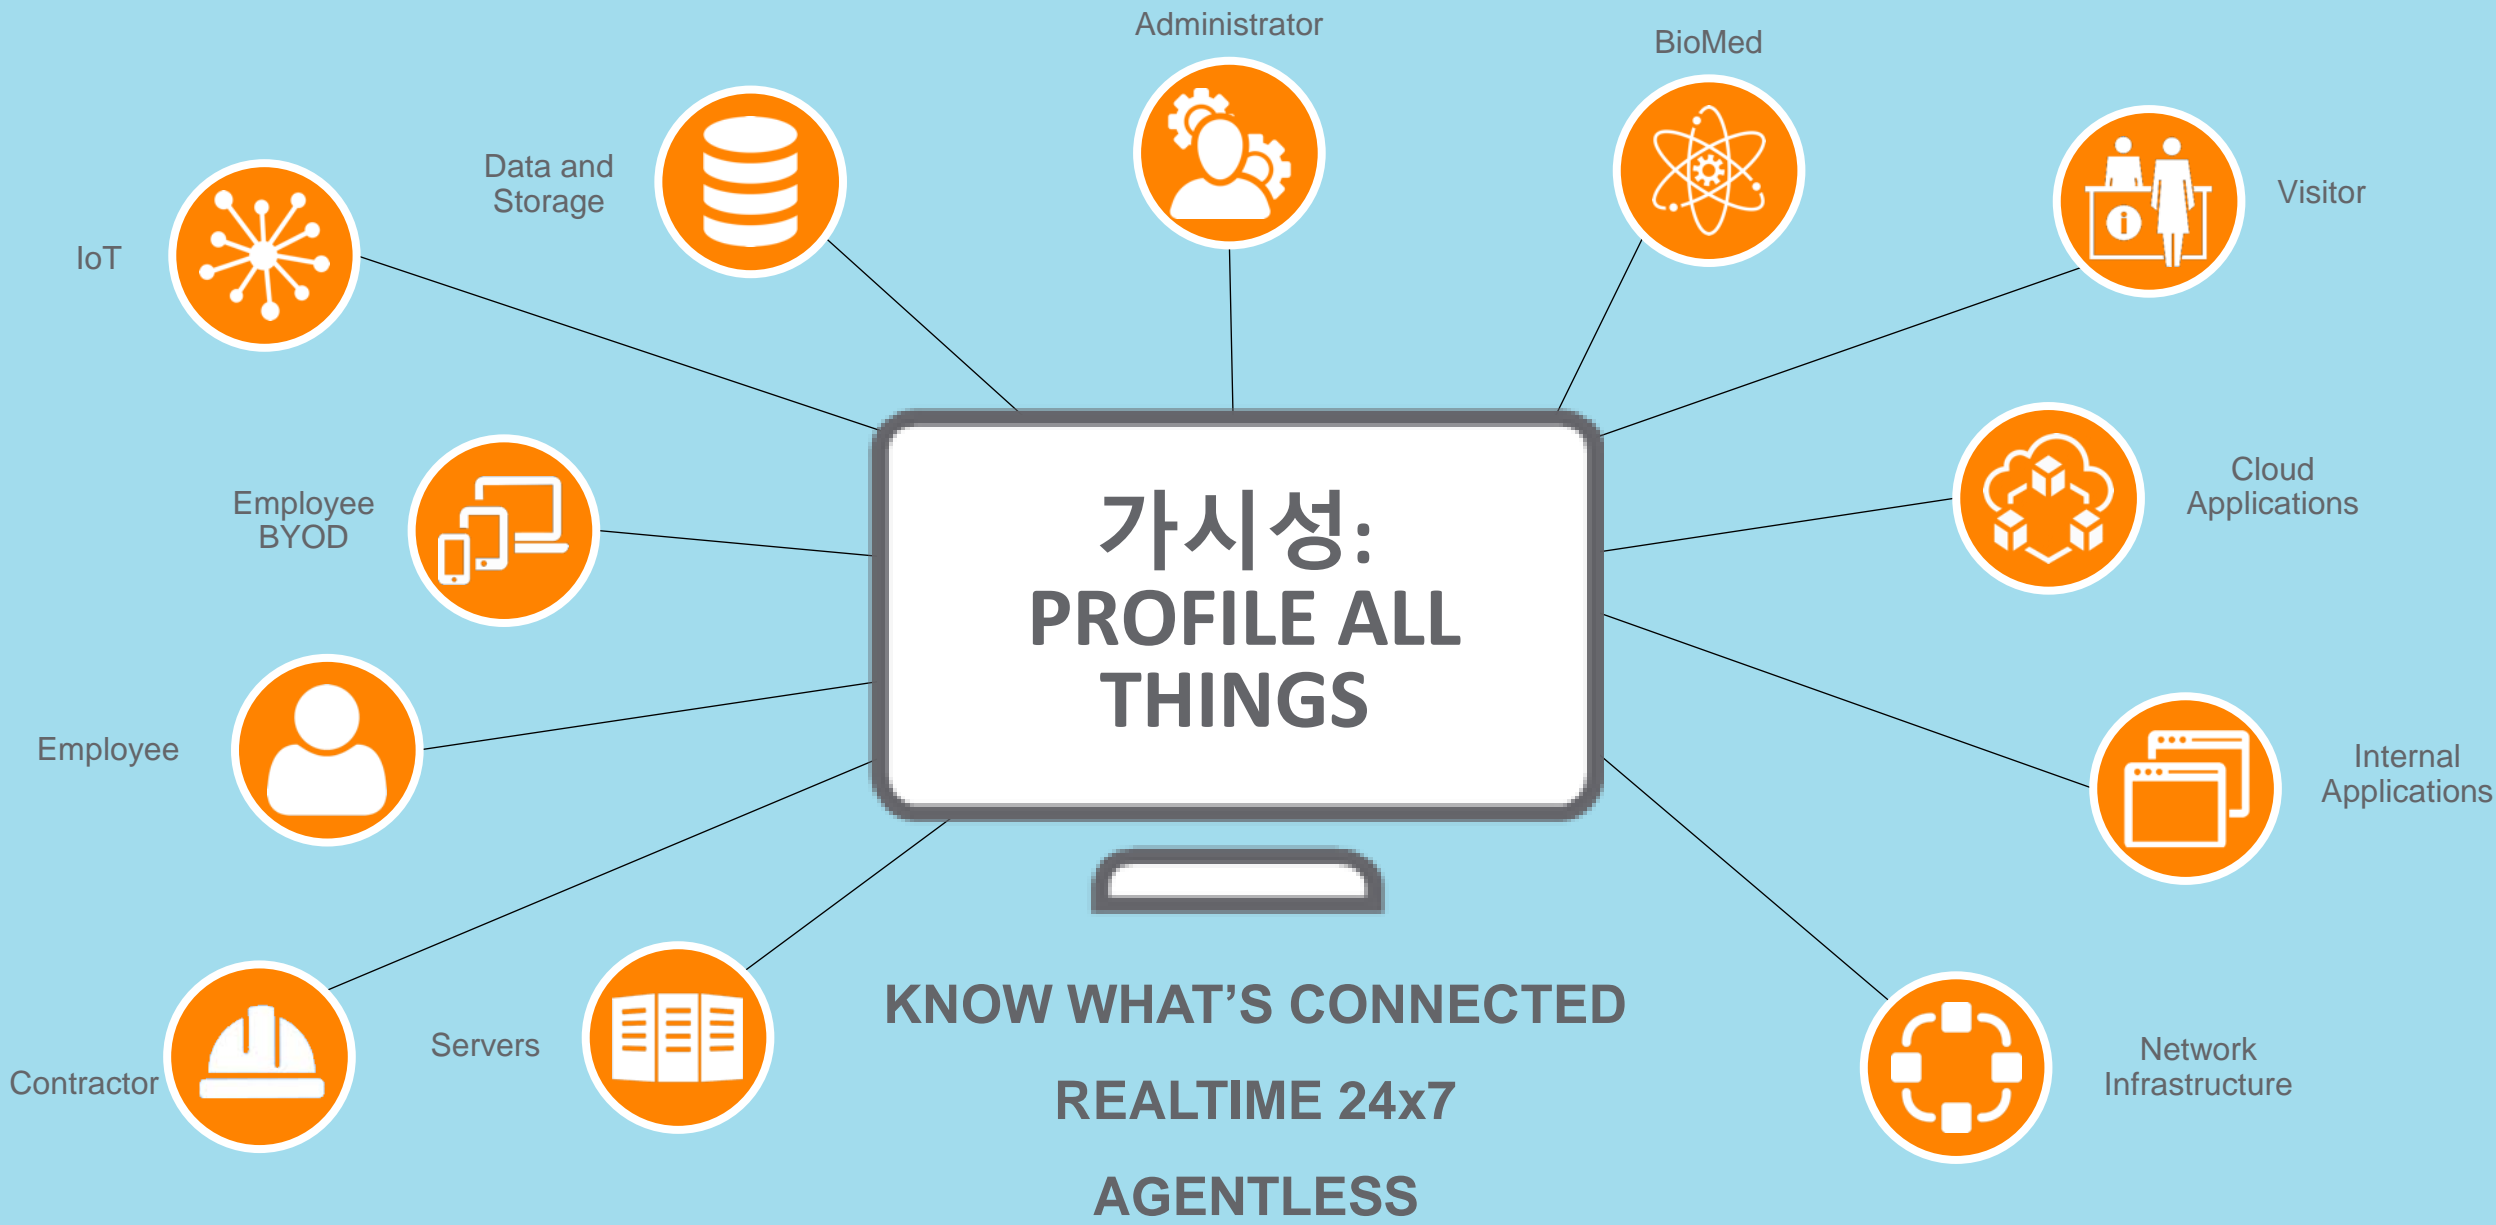 Administrator
BioMed
Data and
Storage
Visitor
IoT
Cloud
Applications
Employee
BYOD
가시성:
PROFILE ALL
THINGS
Employee
Internal
Applications
KNOW WHAT’S CONNECTED
Servers
Network
Infrastructure
Contractor
REALTIME 24x7
AGENTLESS